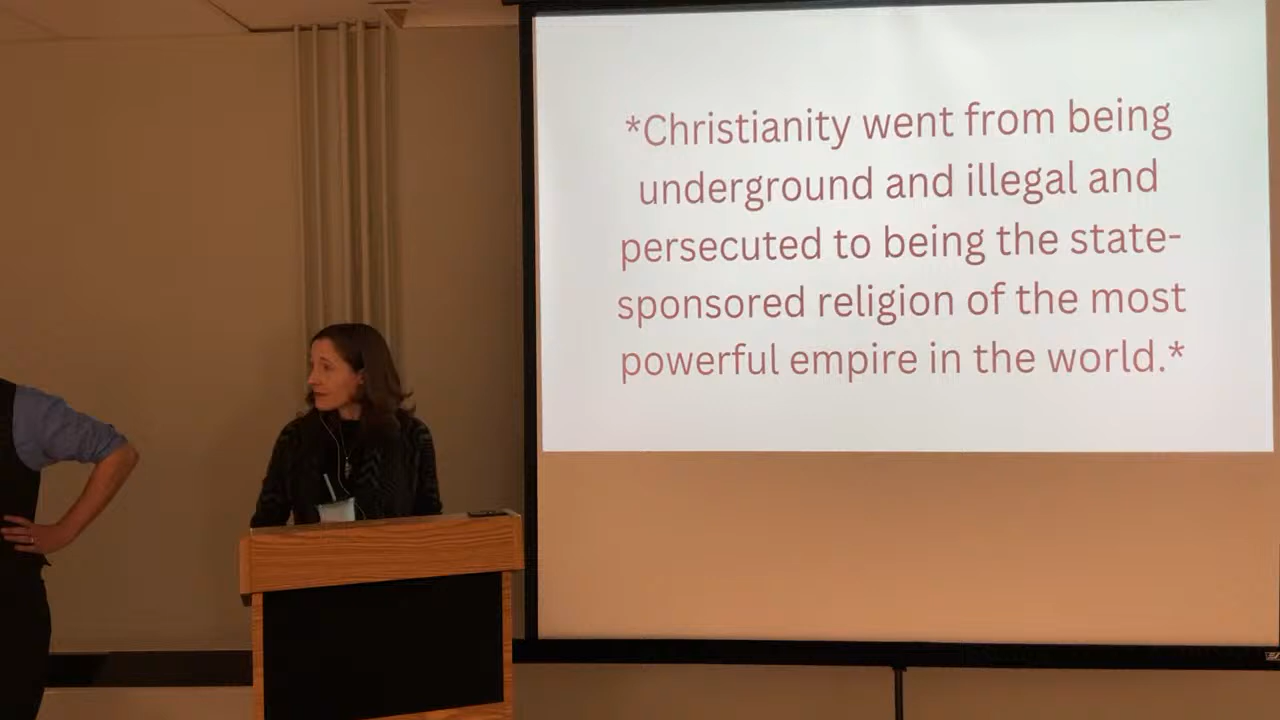 *Christianity went from being
underground and illegal and
persecuted to being the state-
sponsored religion of the most
powerful empire in the world.*